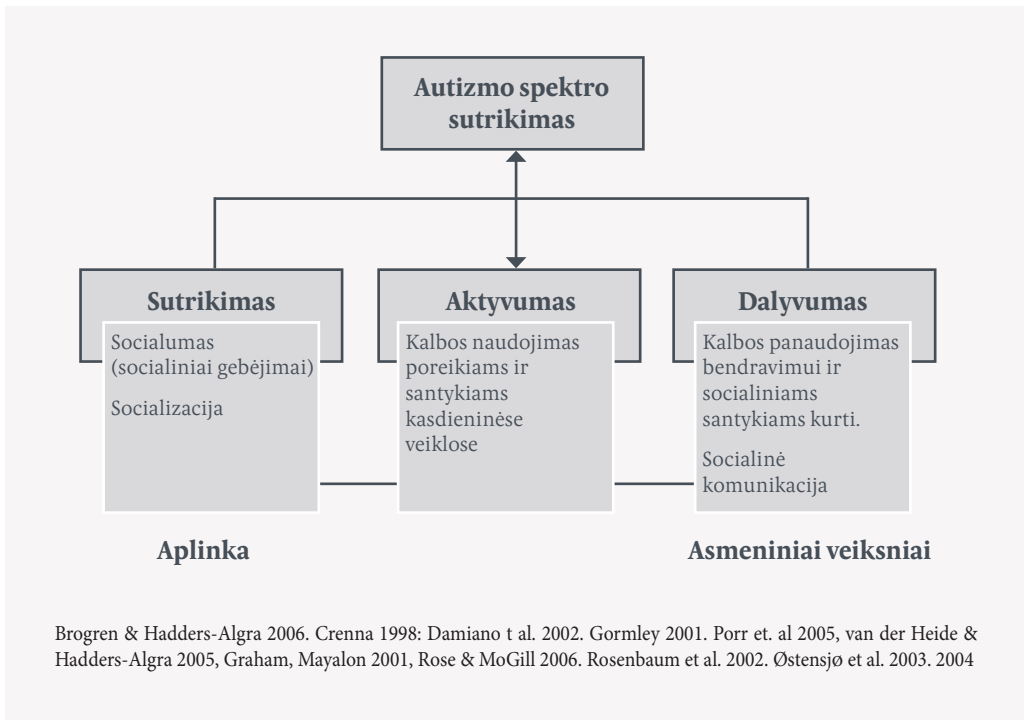 Autizmo spektro
sutrikimas
Sutrikimas
Socialumas
(socialiniai gebėjimai)
Socializacija
Aktyvumas
Kalbos naudojimas
poreikiams ir
santykiams
kasdieninėse
veiklose
Dalyvumas
Kalbos panaudojimas
bendravimui ir
socialiniams
santykiams kurti.
Socialinė
komunikacija
Aplinka
Asmeniniai veiksniai
Brogren & Hadders-Algra 2006. Crenna 1998: Damiano t al. 2002. Gormley 2001. Porr et. al 2005, van der Heide &
Hadders-Algra 2005, Graham, Mayalon 2001, Rose & MoGill 2006. Rosenbaum et al. 2002. Østensjø et al. 2003. 2004